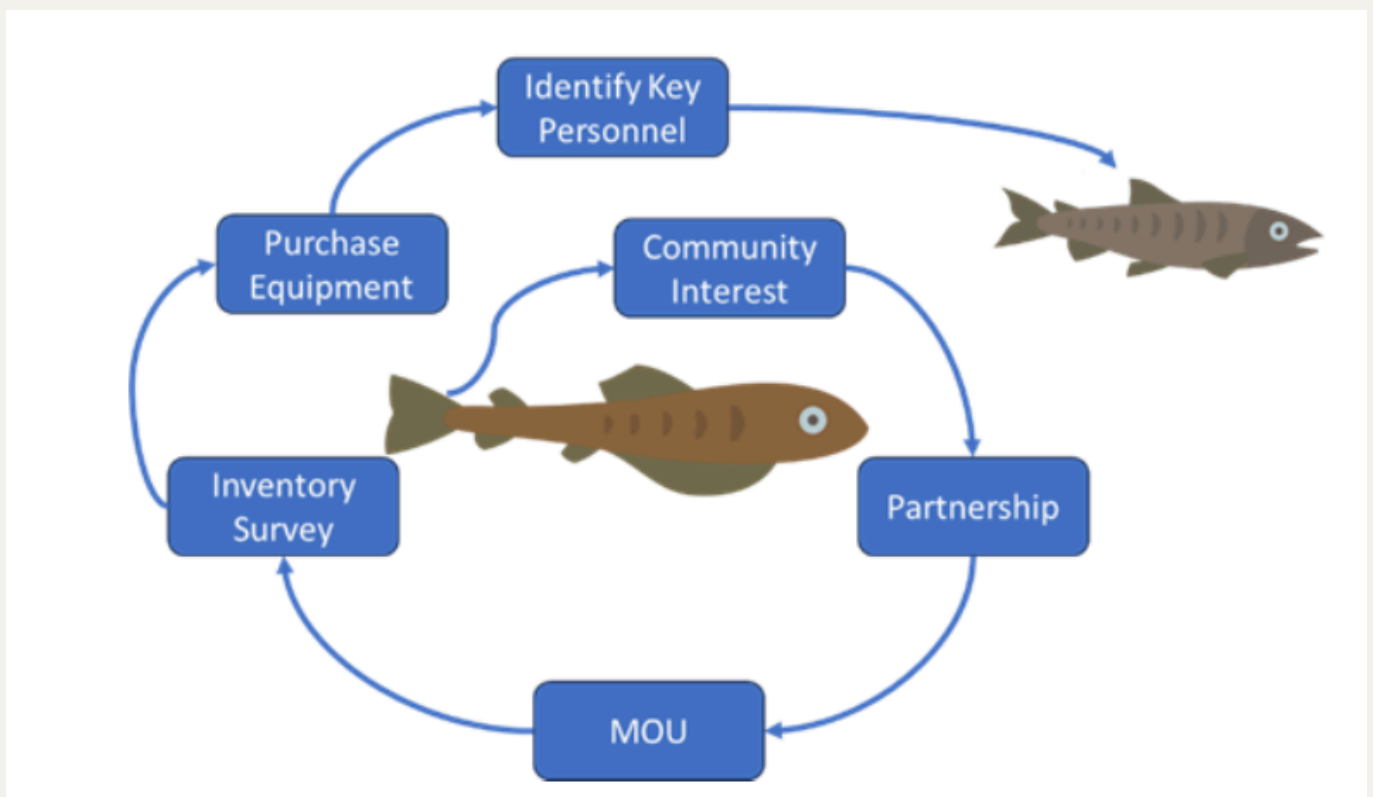 Identify Key
Personnel
Purchase
Equipment
Community
Interest
Inventory
Survey
Partnership
MOU